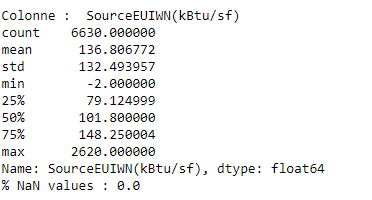 Colonne :  SourceEUIWN(kBtu/sf)
count    6630.000000
mean      136.806772
std       132.493957
min        -2.000000
25%        79.124999
50%       101.800000
75%       148.250004
max      2620.000000
Name: SourceEUIWN(kBtu/sf), dtype: float64
% NaN values : 0.0